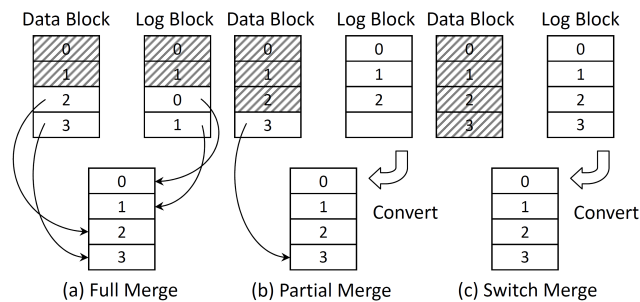 Data Block Log Block Data Block Log Block Data Block Log Block
0 0 0 0 0 0
1 1 1 1 1 1
2 0 2 2 2 2
3 1 3 3 3
0 0 0
1 Convert 1 Convert
2 2 2
3 3 3
(a) Full Merge (b) Partial Merge (c) Switch Merge